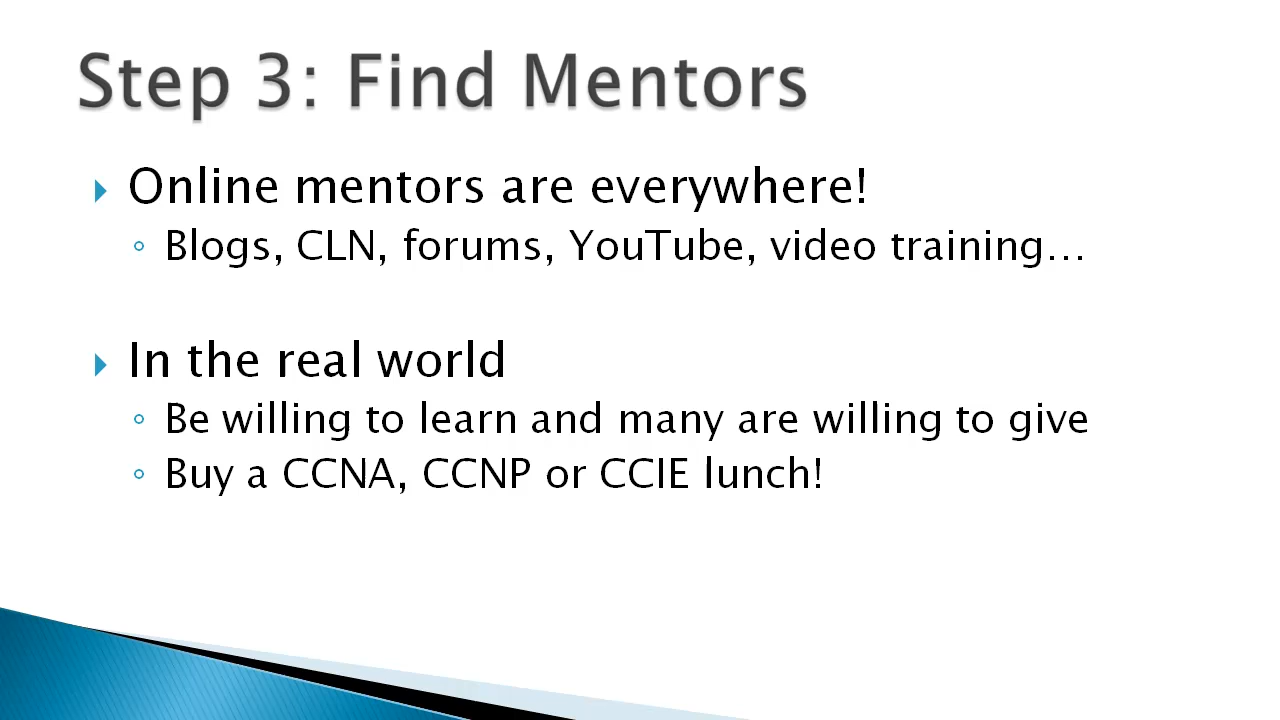 Step 3: Find Mentors
Online mentors are everywhere!
Blogs, CLN, forums, YouTube, video training…
In the real world
Be willing to learn and many are willing to give
Buy a CCNA, CCNP or CCIE lunch!